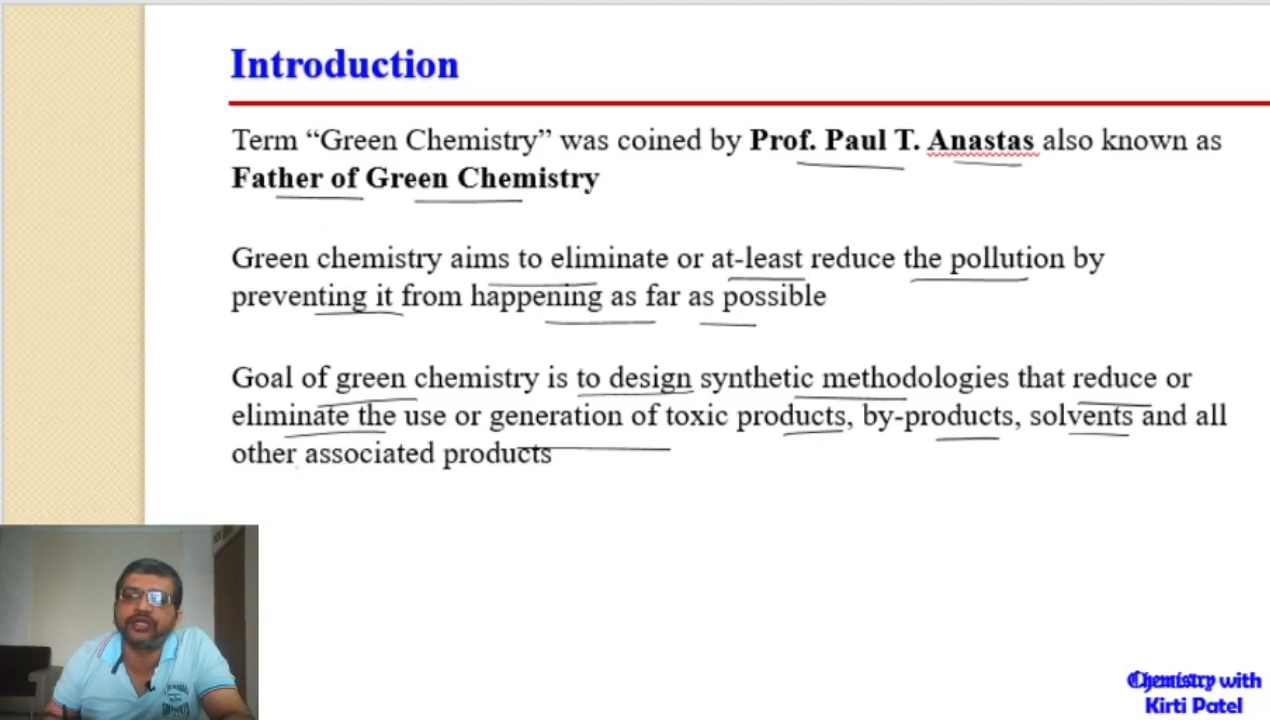 Introduction
Term “Green Chemistry” was coined by Prof. Paul T. Anastas also known as
Father of Green Chemistry
Green chemistry aims to eliminate or at-least reduce the pollution by
preventing it from happening as far as possible
Goal of green chemistry is to design synthetic methodologies that reduce or
eliminate the use or generation of toxic products, by-products, solvents and all
other associated products
Chemistry with
Kirti Patel